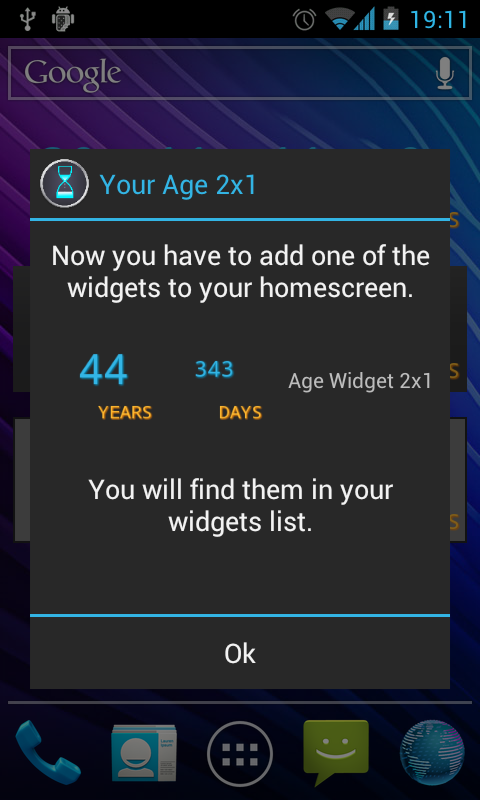 19:11
Google
Your Age 2x1
Now you have to add one of the
widgets to your homescreen.
44 343 Age Widget 2x1
YEARS DAYS
You will find them in your
widgets list.
Ok